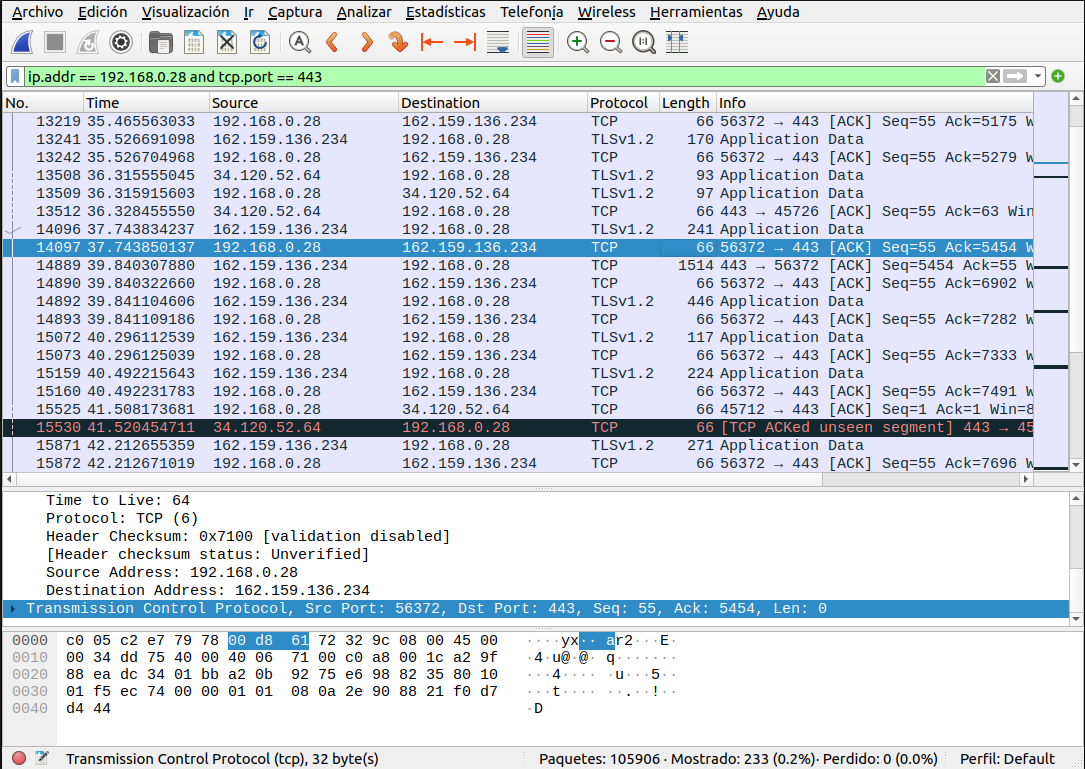 Archivo Edición Visualización Ir Captura Analizar Estadísticas Telefonía Wireless Herramientas Ayuda
ip.addr == 192.168.0.28 and tcp.port == 443
No. Time Source Destination Protocol Length Info
13219 35.465563033 192.168.0.28 162.159.136.234 TCP 66 56372 → 443 [ACK] Seq=55 Ack=5175 W
13241 35.526691098 162.159.136.234 192.168.0.28 TLSv1.2 170 Application Data
13242 35.526704968 192.168.0.28 162.159.136.234 TCP 66 56372 → 443 [ACK] Seq=55 Ack=5279 W
13508 36.315555045 34.120.52.64 192.168.0.28 TLSv1.2 93 Application Data
13509 36.315915603 192.168.0.28 34.120.52.64 TLSv1.2 97 Application Data
13512 36.328455550 34.120.52.64 192.168.0.28 TCP 66 443 → 45726 [ACK] Seq=55 Ack=63 Win
14096 37.743834237 162.159.136.234 192.168.0.28 TLSv1.2 241 Application Data
14097 37.743850137 192.168.0.28 162.159.136.234 TCP 66 56372 → 443 [ACK] Seq=55 Ack=5454 W
14889 39.840307880 162.159.136.234 192.168.0.28 TCP 1514 443 → 56372 [ACK] Seq=5454 Ack=55 W
14890 39.840322660 192.168.0.28 162.159.136.234 TCP 66 56372 → 443 [ACK] Seq=55 Ack=6902 W
14892 39.841104606 162.159.136.234 192.168.0.28 TLSv1.2 446 Application Data
14893 39.841109186 192.168.0.28 162.159.136.234 TCP 66 56372 → 443 [ACK] Seq=55 Ack=7282 W
15072 40.296112539 162.159.136.234 192.168.0.28 TLSv1.2 117 Application Data
15073 40.296125039 192.168.0.28 162.159.136.234 TCP 66 56372 → 443 [ACK] Seq=55 Ack=7333 W
15159 40.492215643 162.159.136.234 192.168.0.28 TLSv1.2 224 Application Data
15160 40.492231783 192.168.0.28 162.159.136.234 TCP 66 56372 → 443 [ACK] Seq=55 Ack=7491 W
15525 41.508173681 192.168.0.28 34.120.52.64 TCP 66 45712 → 443 [ACK] Seq=1 Ack=1 Win=8
15530 41.520454711 34.120.52.64 192.168.0.28 TCP 66 [TCP ACKed unseen segment] 443 → 45
15871 42.212655359 162.159.136.234 192.168.0.28 TLSv1.2 271 Application Data
15872 42.212671019 192.168.0.28 162.159.136.234 TCP 66 56372 → 443 [ACK] Seq=55 Ack=7696 W
Time to Live: 64
Protocol: TCP (6)
Header Checksum: 0x7100 [validation disabled]
[Header checksum status: Unverified]
Source Address: 192.168.0.28
Destination Address: 162.159.136.234
Transmission Control Protocol, Src Port: 56372, Dst Port: 443, Seq: 55, Ack: 5454, Len: 0
0000 c0 05 c2 e7 79 78 00 d8 61 72 32 9c 08 00 45 00 ····yx·· ar2···E·
0010 00 34 dd 75 40 00 40 06 71 00 c0 a8 00 1c a2 9f ·4·u@·@· q·······
0020 88 ea dc 34 01 bb a2 0b 92 75 e6 98 82 35 80 10 ···4···· ·u···5··
0030 01 f5 ec 74 00 00 01 01 08 0a 2e 90 88 21 f0 d7 ···t···· ··.··!··
0040 d4 44 ·D
Transmission Control Protocol (tcp), 32 byte(s) Paquetes: 105906 · Mostrado: 233 (0.2%)· Perdido: 0 (0.0%) Perfil: Default